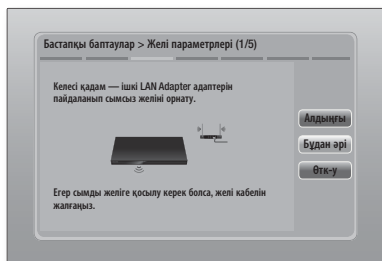 Бастапқы баптаулар > Желі параметрлері (1/5)
Келесі қадам — ішкі LAN Adapter адаптерін
пайдаланып сымсыз желіні орнату.
Алдыңғы
Бұдан әрі
Өтк-у
Егер сымды желіге қосылу керек болса, желі кабелін
жалғаңыз.